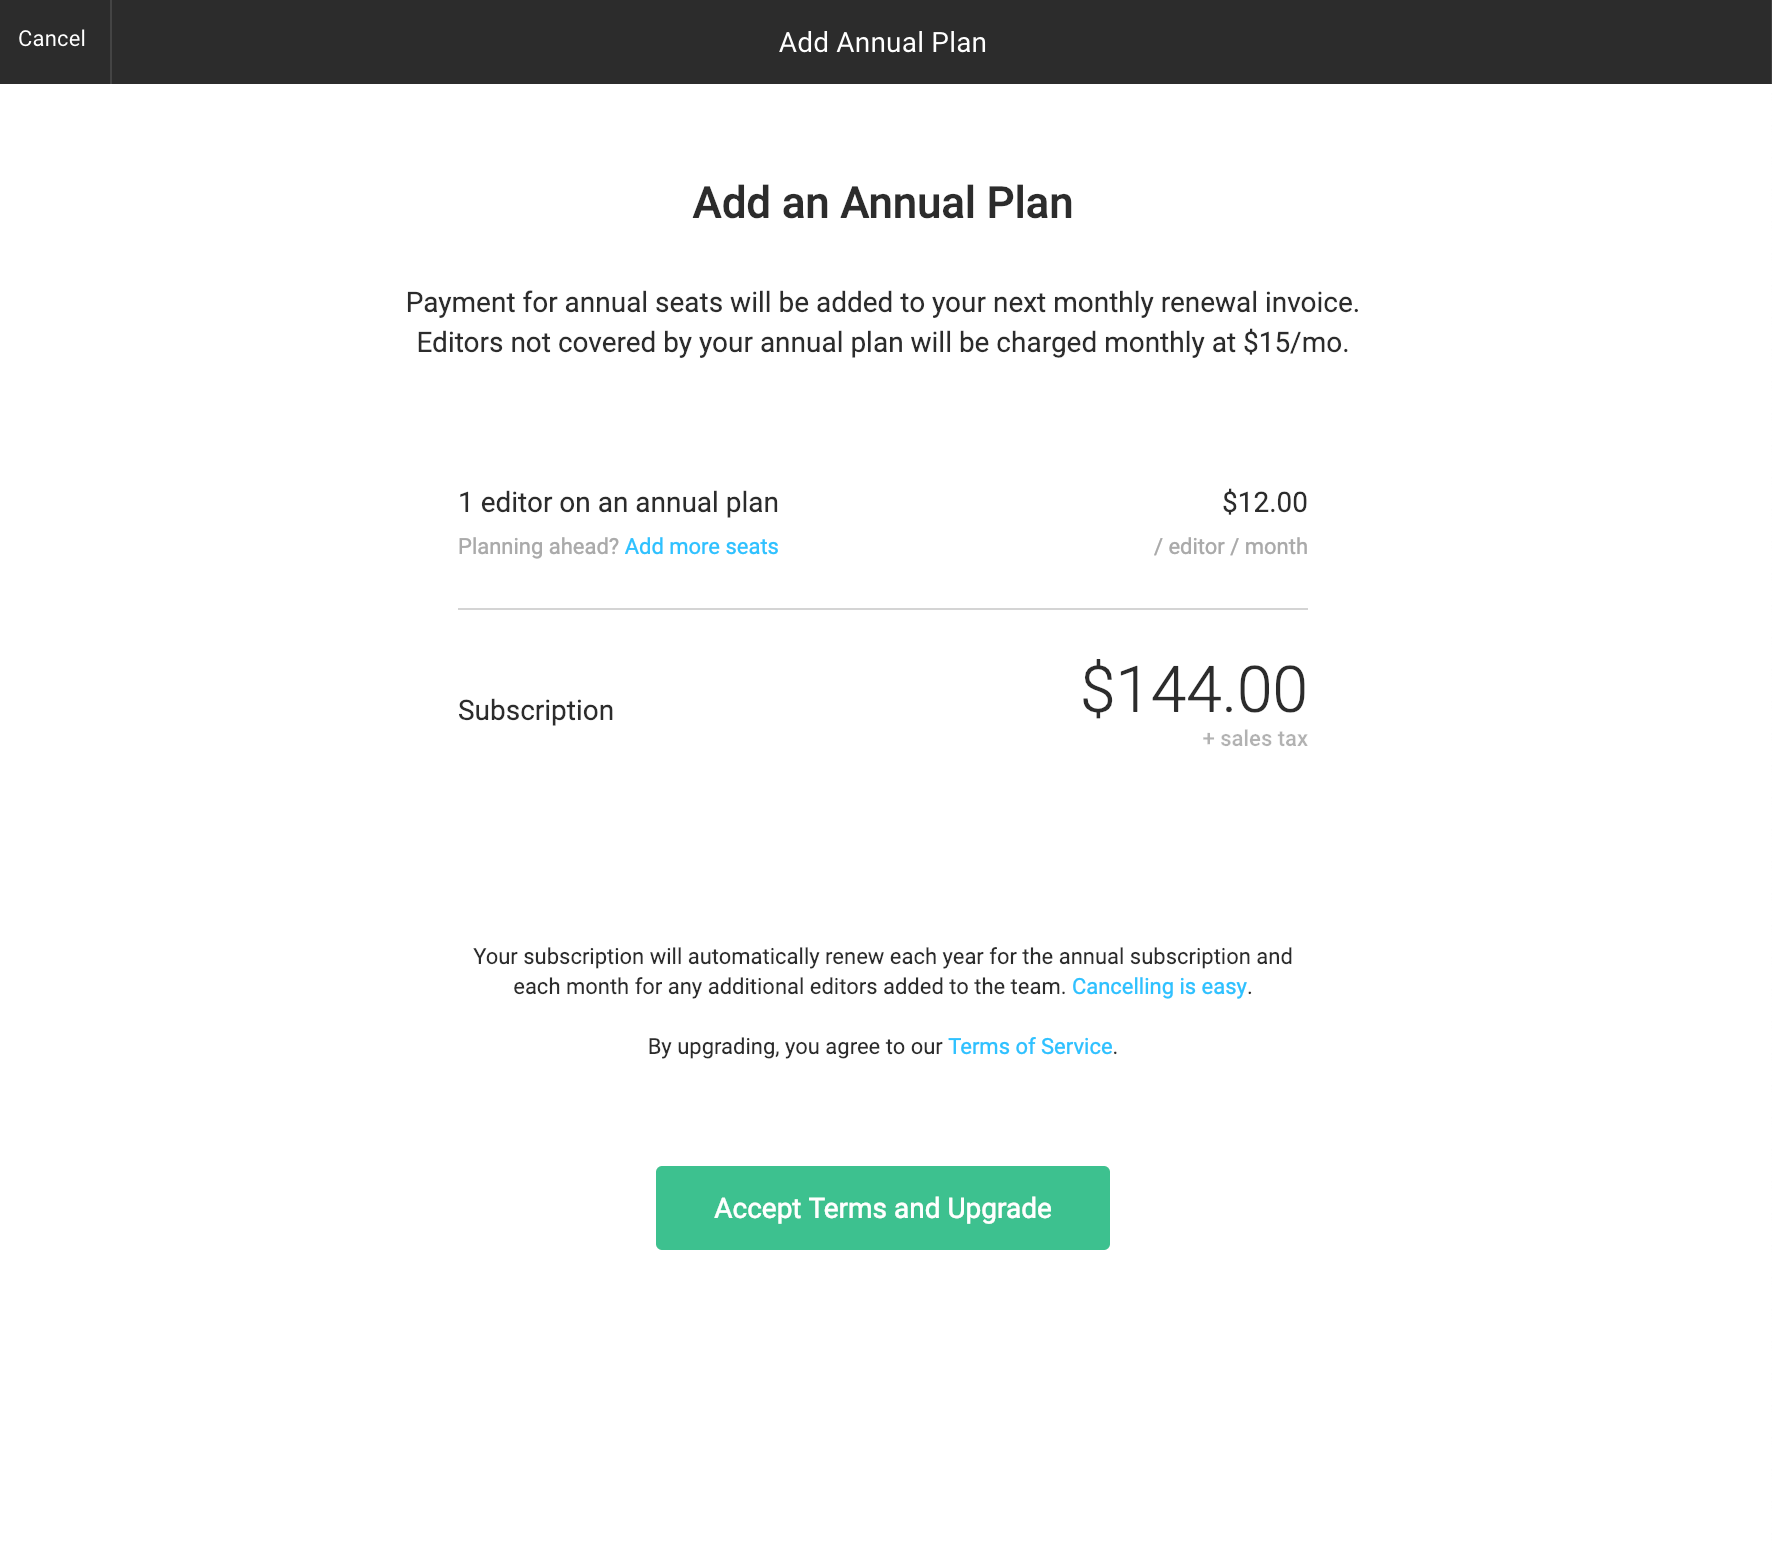 Cancel
Add Annual Plan
Add an Annual Plan
Payment for annual seats will be added to your next monthly renewal invoice.
Editors not covered by your annual plan will be charged monthly at $15/mo.
1 editor on an annual plan
$12.00
Planning ahead? Add more seats
/ editor / month
Subscription
$144.00
+ sales tax
Your subscription will automatically renew each year for the annual subscription and
each month for any additional editors added to the team. Cancelling is easy.
By upgrading, you agree to our Terms of Service.
Accept Terms and Upgrade